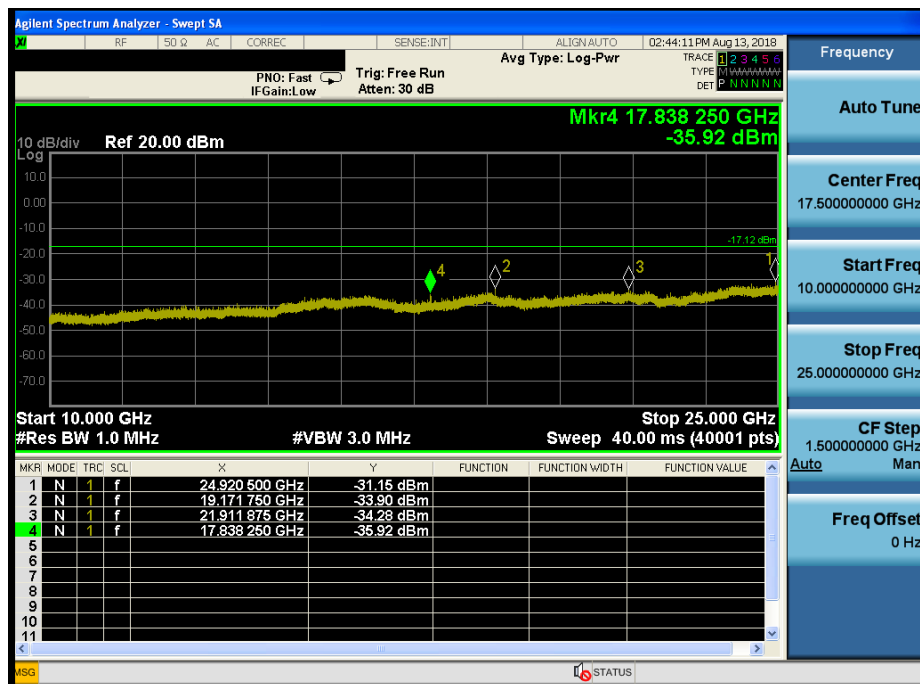 Agilent Spectrum Analyzer - Swept SA
RF 50 Ω AC CORREC SENSE:INT ALIGN AUTO 02:44:11 PM Aug 13, 2018
Avg Type: Log-Pwr TRACE 1 2 3 4 5 6
PNO: Fast Trig: Free Run TYPE M WWWWW
IFGain:Low Atten: 30 dB DET P N N N N N
Mkr4 17.838 250 GHz
-35.92 dBm
10 dB/div Ref 20.00 dBm
Log
10.0
0.00
-10.0
-17.12 dBm
-20.0
1
2
3
4
-30.0
-40.0
-50.0
-60.0
-70.0
Start 10.000 GHz Stop 25.000 GHz
#Res BW 1.0 MHz #VBW 3.0 MHz Sweep 40.00 ms (40001 pts)
MKR MODE TRC SCL X Y FUNCTION FUNCTION WIDTH FUNCTION VALUE
1 N 1 f 24.920 500 GHz -31.15 dBm
2 N 1 f 19.171 750 GHz -33.90 dBm
3 N 1 f 21.911 875 GHz -34.28 dBm
4 N 1 f 17.838 250 GHz -35.92 dBm
5
6
7
8
9
10
11
MSG STATUS
Frequency
Auto Tune
Center Freq
17.500000000 GHz
Start Freq
10.000000000 GHz
Stop Freq
25.000000000 GHz
CF Step
1.500000000 GHz
Auto Man
Freq Offset
0 Hz